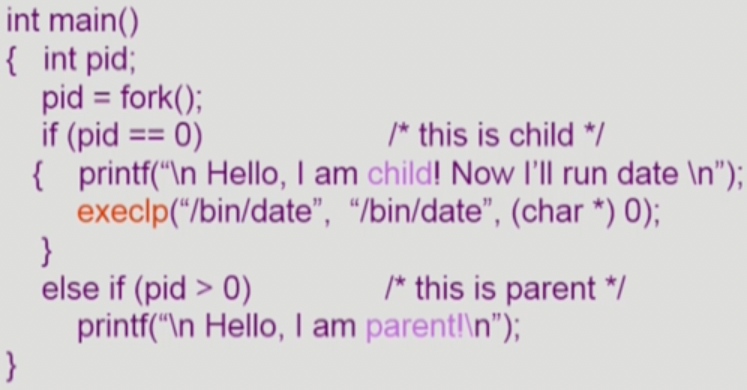 int main()
{ int pid;
pid = fork();
if (pid == 0) /* this is child */
{ printf(“\n Hello, I am child! Now I’ll run date \n”);
execlp(“/bin/date”, “/bin/date”, (char *) 0);
}
else if (pid > 0) /* this is parent */
printf(“\n Hello, I am parent!\n”);
}